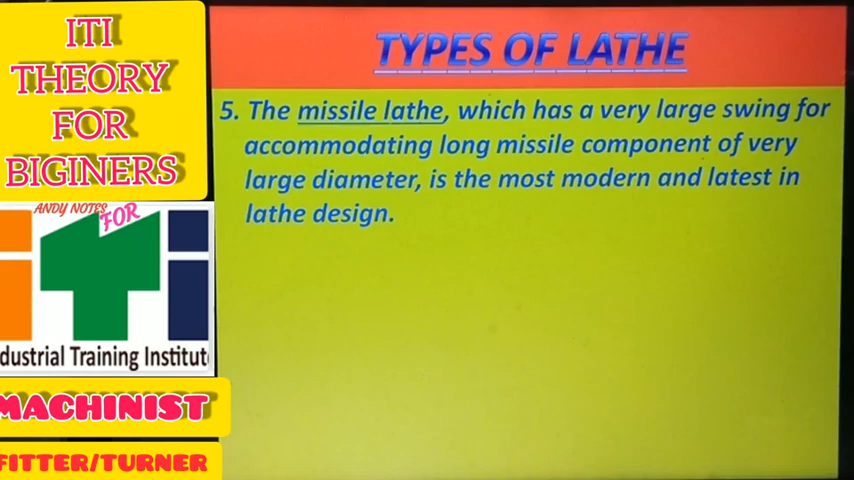 ITI
THEORY
FOR
BIGINERS
TYPES OF LATHE
5. The missile lathe, which has a very large swing for
accommodating long missile component of very
large diameter, is the most modern and latest in
lathe design.
ANDY NOTES
FOR
iTi
dustrial Training Institut
MACHINIST
FITTER/TURNER